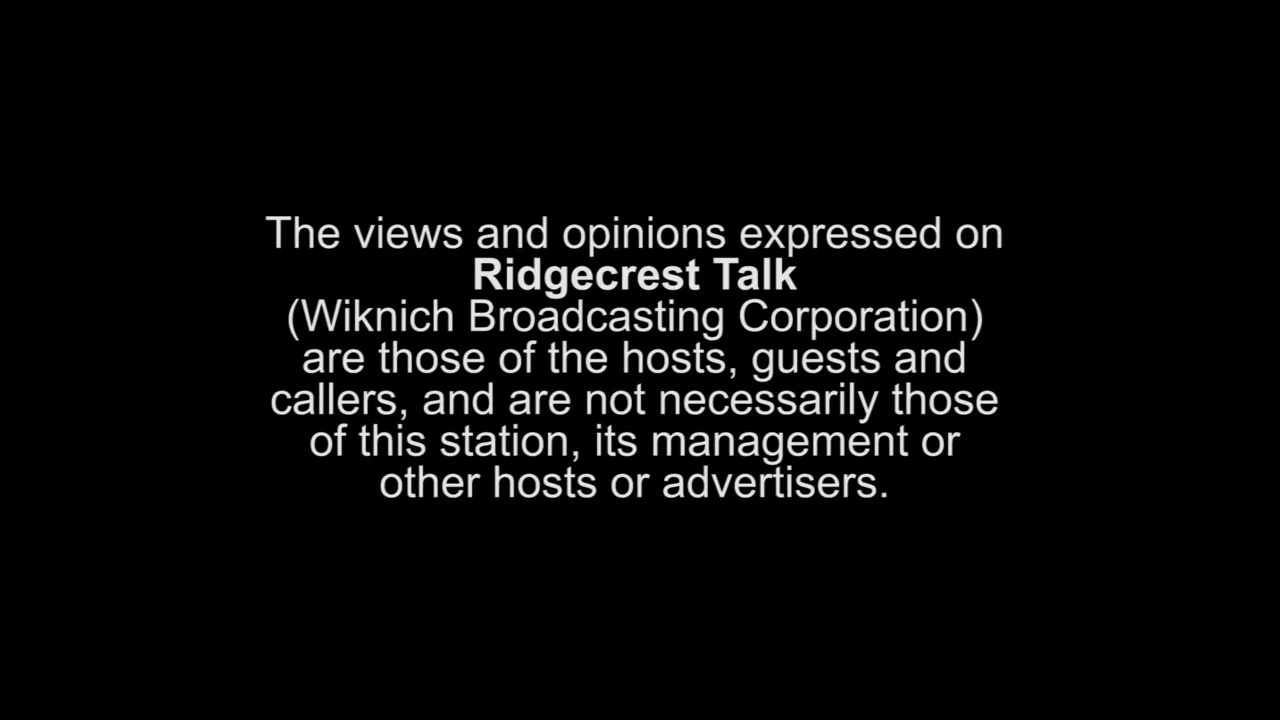 The views and opinions expressed on
Ridgecrest Talk
(Wiknich Broadcasting Corporation)
are those of the hosts, guests and
callers, and are not necessarily those
of this station, its management or
other hosts or advertisers.